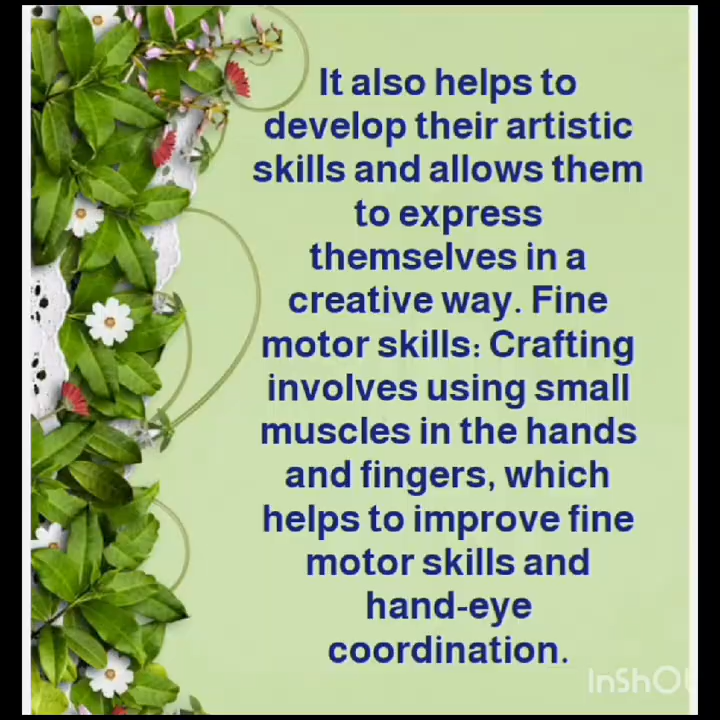 It also helps to
develop their artistic
skills and allows them
to express
themselves in a
creative way. Fine
motor skills: Crafting
involves using small
muscles in the hands
and fingers, which
helps to improve fine
motor skills and
hand-eye
coordination.
InShO